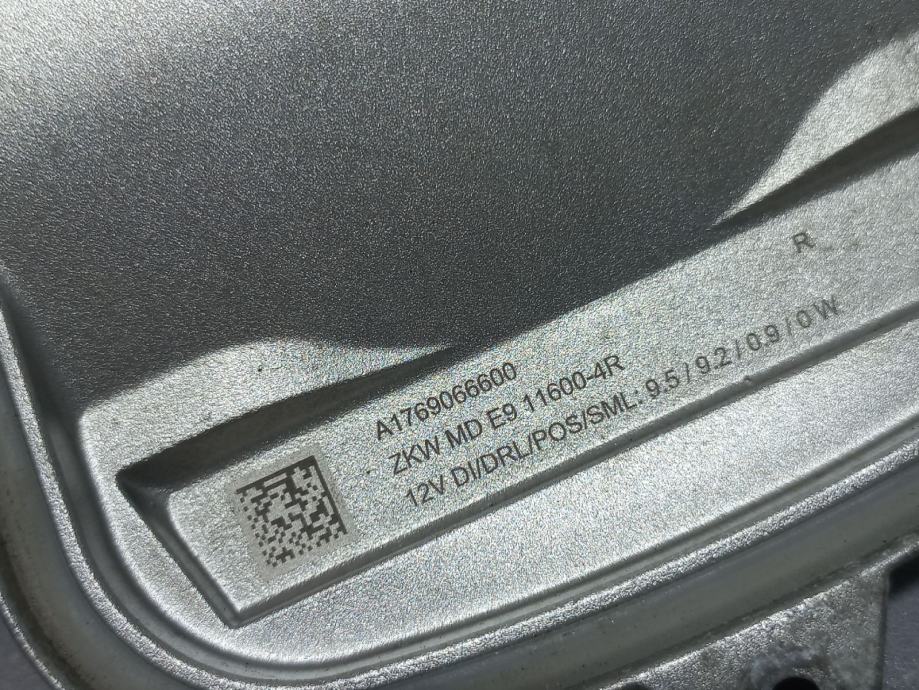 R
A1769066600
ZKW MD E9 11600-4R
12V DI/DRL/POS/SML: 9.5 / 9.2 / 0.9 / 0 W